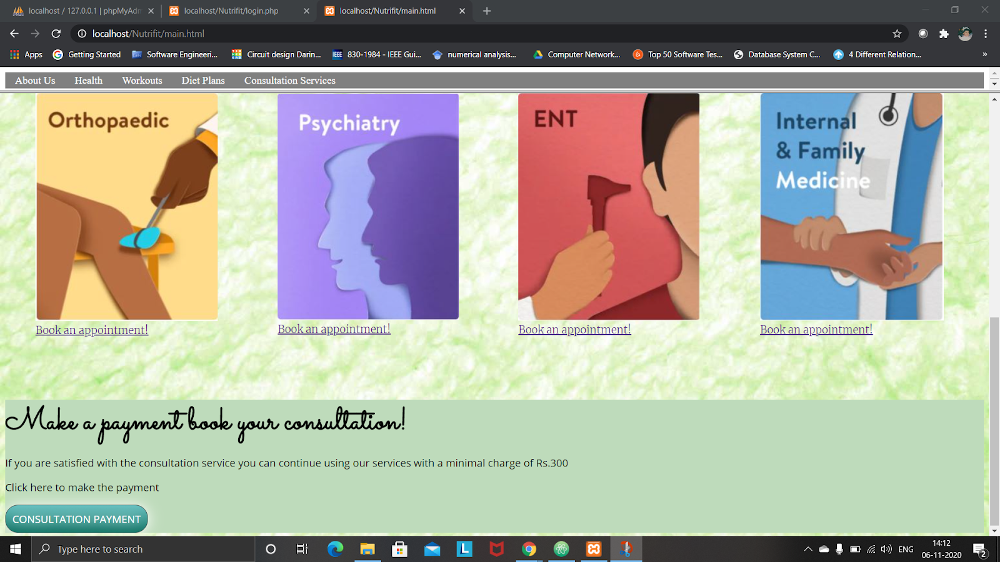 localhost / 127.0.0.1 | phpMyAdm
localhost/Nutrifit/login.php
localhost/Nutrifit/main.html
localhost/Nutrifit/main.html
Apps
Getting Started
Software Engineeri...
Circuit design Darin...
IEEE
830-1984 - IEEE Gui...
numerical analysis...
Computer Network...
Top 50 Software Tes...
Database System C...
4 Different Relation...
»
About Us
Health
Workouts
Diet Plans
Consultation Services
Orthopaedic
Psychiatry
ENT
Internal
& Family
Medicine
Book an appointment!
Book an appointment!
Book an appointment!
Book an appointment!
Make a payment book your consultation!
If you are satisfied with the consultation service you can continue using our services with a minimal charge of Rs.300
Click here to make the payment
CONSULTATION PAYMENT
Type here to search
L
ENG
14:12
06-11-2020
2